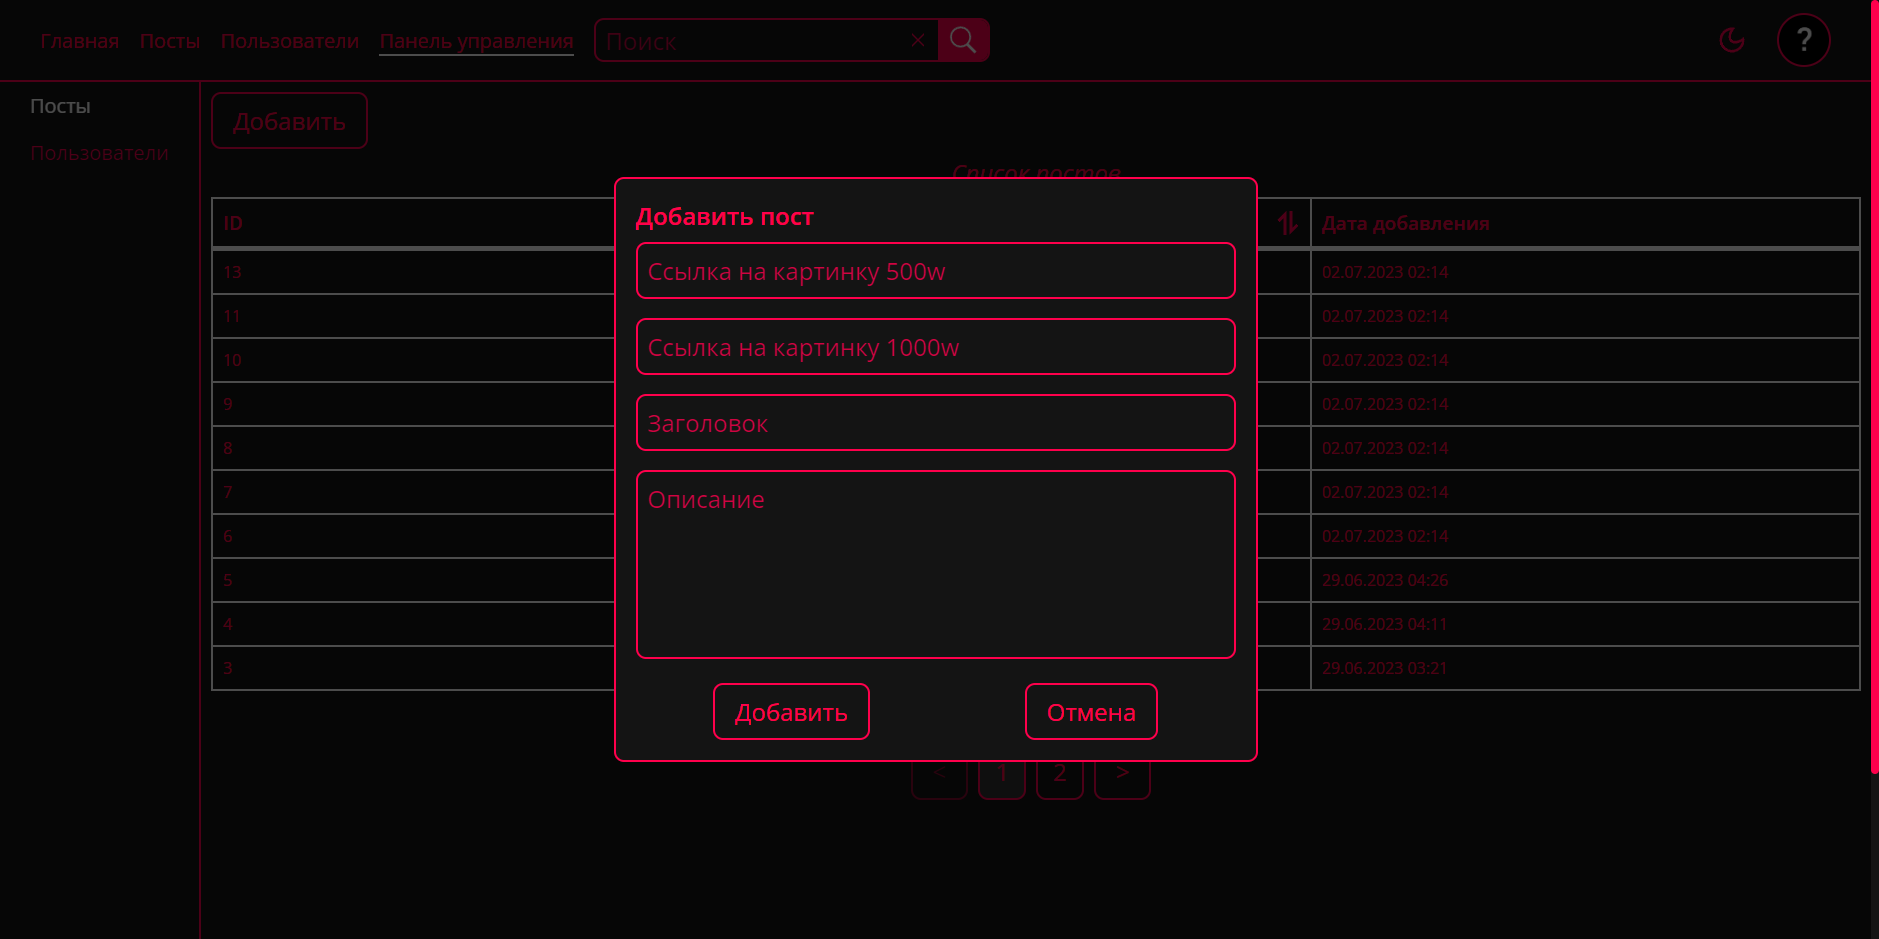 Главная Посты Пользователи Панель управления Поиск ?
Посты
Пользователи
Добавить
Список постов
ID Дата добавления
13 02.07.2023 02:14
11 02.07.2023 02:14
10 02.07.2023 02:14
9 02.07.2023 02:14
8 02.07.2023 02:14
7 02.07.2023 02:14
6 02.07.2023 02:14
5 29.06.2023 04:26
4 29.06.2023 04:11
3 29.06.2023 03:21
Добавить пост
Ссылка на картинку 500w
Ссылка на картинку 1000w
Заголовок
Описание
Добавить Отмена
< 1 2 >